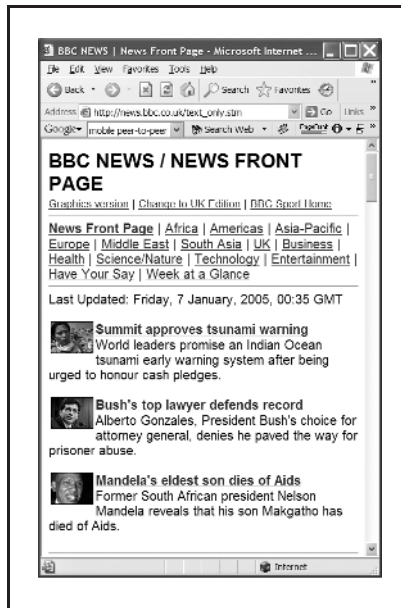 BBC NEWS | News Front Page - Microsoft Internet ...
File Edit View Favorites Tools Help
Back Search Favorites
Address http://news.bbc.co.uk/text_only.stm Go Links »
Google mobile peer-to-peer Search Web PageRank
BBC NEWS / NEWS FRONT
PAGE
Graphics version | Change to UK Edition | BBC Sport Home
News Front Page | Africa | Americas | Asia-Pacific |
Europe | Middle East | South Asia | UK | Business |
Health | Science/Nature | Technology | Entertainment |
Have Your Say | Week at a Glance
Last Updated: Friday, 7 January, 2005, 00:35 GMT
Summit approves tsunami warning
World leaders promise an Indian Ocean
tsunami early warning system after being
urged to honour cash pledges.
Bush's top lawyer defends record
Alberto Gonzales, President Bush's choice for
attorney general, denies he paved the way for
prisoner abuse.
Mandela's eldest son dies of Aids
Former South African president Nelson
Mandela reveals that his son Makgatho has
died of Aids.
Internet